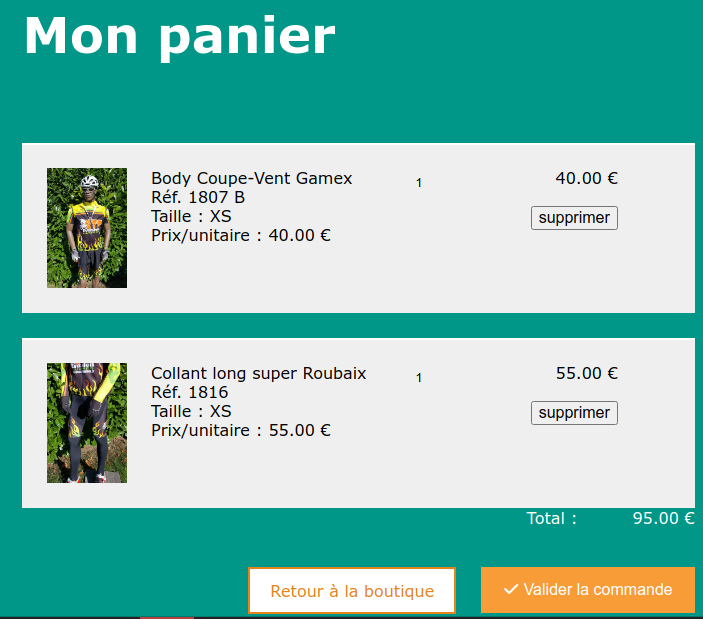 Mon panier
Body Coupe-Vent Gamex
1
40.00 €
Réf. 1807 B
Taille : XS
supprimer
Prix/unitaire : 40.00 €
Collant long super Roubaix
1
55.00 €
Réf. 1816
Taille : XS
supprimer
Prix/unitaire : 55.00 €
Total : 95.00 €
Retour à la boutique
Valider la commande